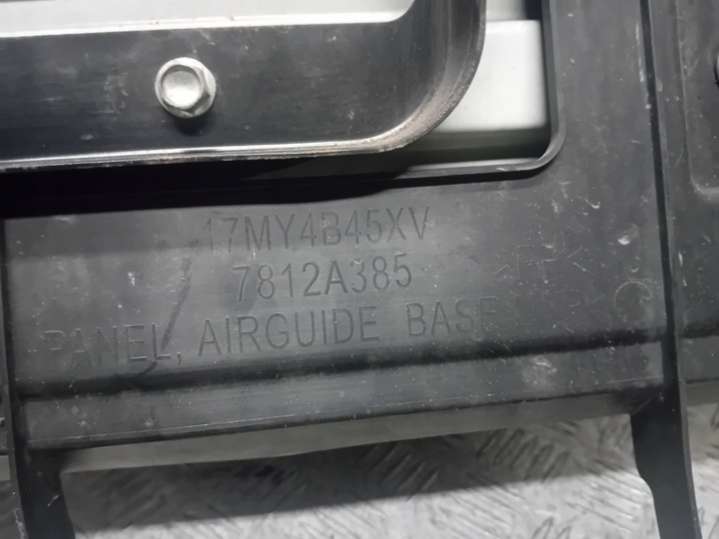 17MY4B45XV
7812A385
PANEL, AIRGUIDE BASE